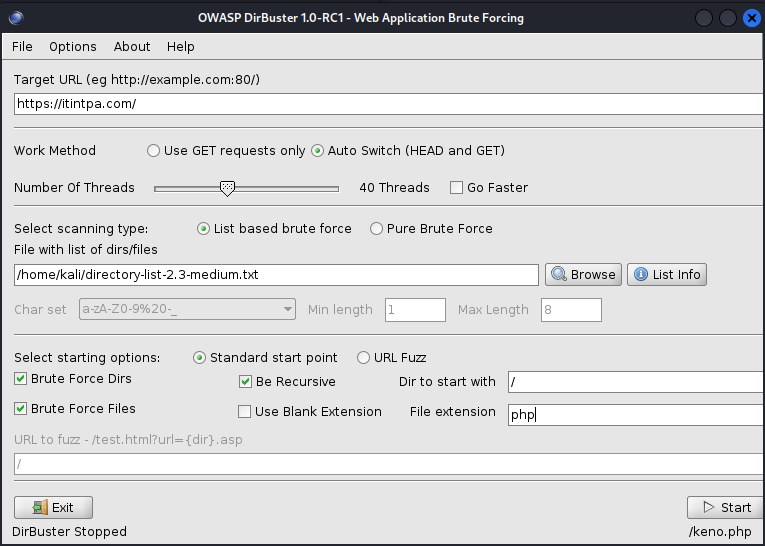 OWASP DirBuster 1.0-RC1 - Web Application Brute Forcing
File Options About Help
Target URL (eg http://example.com:80/)
https://itintpa.com/
Work Method Use GET requests only Auto Switch (HEAD and GET)
Number Of Threads 40 Threads Go Faster
Select scanning type: List based brute force Pure Brute Force
File with list of dirs/files
/home/kali/directory-list-2.3-medium.txt Browse List Info
Char set a-zA-Z0-9%20-_ Min length 1 Max Length 8
Select starting options: Standard start point URL Fuzz
Brute Force Dirs Be Recursive Dir to start with /
Brute Force Files Use Blank Extension File extension php
URL to fuzz - /test.html?url={dir}.asp
/
Exit Start
DirBuster Stopped /keno.php